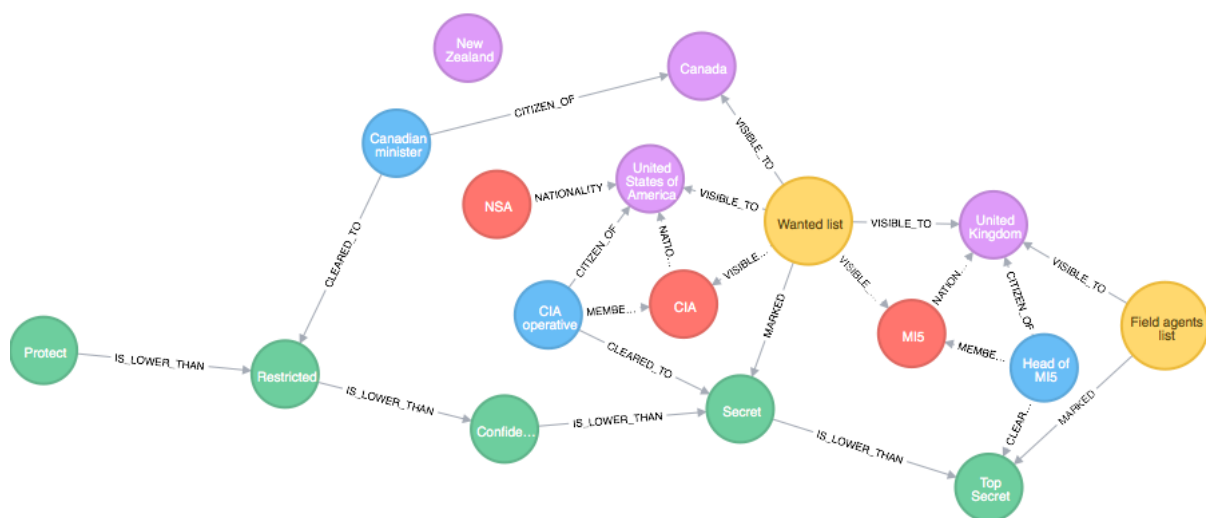 New
Zealand
Canada
CITIZEN_OF
Canadian
minister
VISIBLE_TO
United
States of
America
NSA
NATIONALITY
VISIBLE_TO
Wanted list
VISIBLE_TO
United
Kingdom
CLEARED_TO
CITIZEN_OF
NATIO...
VISIBLE...
VISIBLE...
NATION...
CITIZEN_OF
VISIBLE_TO
CIA
operative
MEMBE...
CIA
MARKED
MI5
MEMBE...
Head of
MI5
Field agents
list
Protect
IS_LOWER_THAN
Restricted
CLEARED_TO
IS_LOWER_THAN
Confide...
IS_LOWER_THAN
Secret
CLEAR...
MARKED
IS_LOWER_THAN
Top
Secret